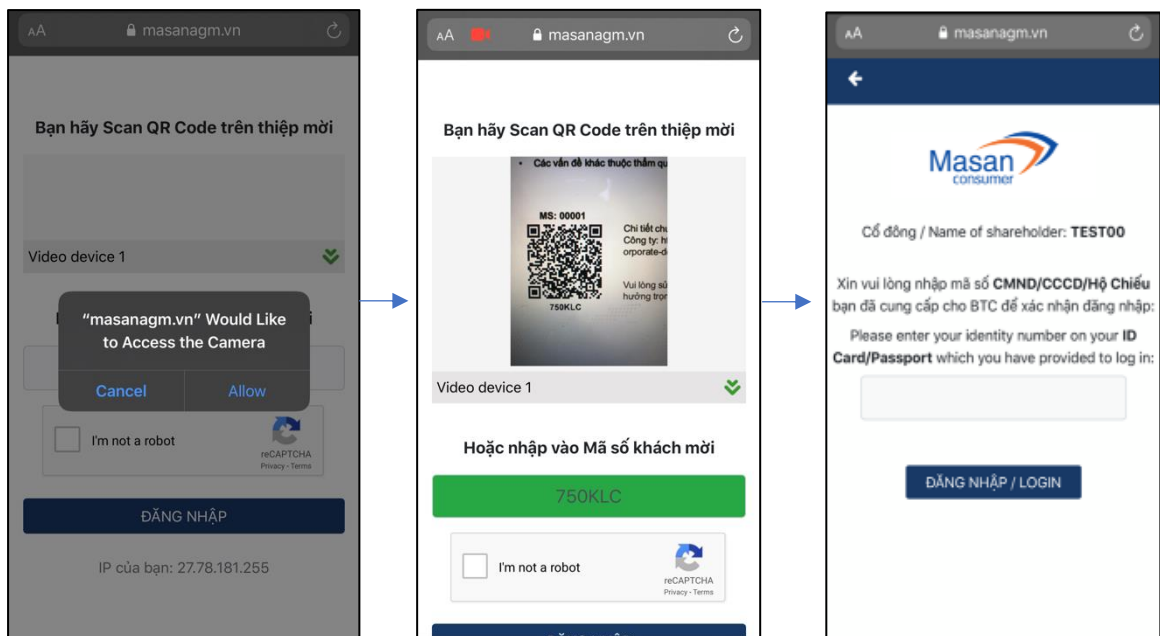 AA masanagm.vn
Bạn hãy Scan QR Code trên thiệp mời
Video device 1
"masanagm.vn" Would Like
to Access the Camera
Cancel Allow
I'm not a robot
reCAPTCHA
Privacy - Terms
ĐĂNG NHẬP
IP của bạn: 27.78.181.255
AA masanagm.vn
Bạn hãy Scan QR Code trên thiệp mời
• Các vấn đề khác thuộc thẩm
MS: 00001
Chi tiết
Công ty:
orporate-d
Vui lòng
hưởng
750KLC
Video device 1
Hoặc nhập vào Mã số khách mời
750KLC
I'm not a robot
reCAPTCHA
Privacy - Terms
AA masanagm.vn
Masan
consumer
Cổ đông / Name of shareholder: TEST00
Xin vui lòng nhập mã số CMND/CCCD/Hộ Chiếu
bạn đã cung cấp cho BTC để xác nhận đăng nhập:
Please enter your identity number on your ID
Card/Passport which you have provided to log in:
ĐĂNG NHẬP / LOGIN